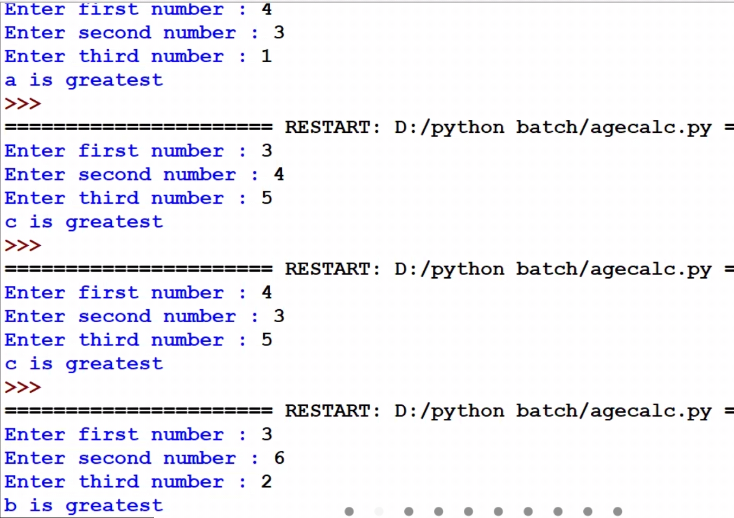 Enter first number : 4
Enter second number : 3
Enter third number : 1
a is greatest
>>>
====================== RESTART: D:/python batch/agecalc.py =
Enter first number : 3
Enter second number : 4
Enter third number : 5
c is greatest
>>>
====================== RESTART: D:/python batch/agecalc.py =
Enter first number : 4
Enter second number : 3
Enter third number : 5
c is greatest
>>>
====================== RESTART: D:/python batch/agecalc.py =
Enter first number : 3
Enter second number : 6
Enter third number : 2
b is greatest